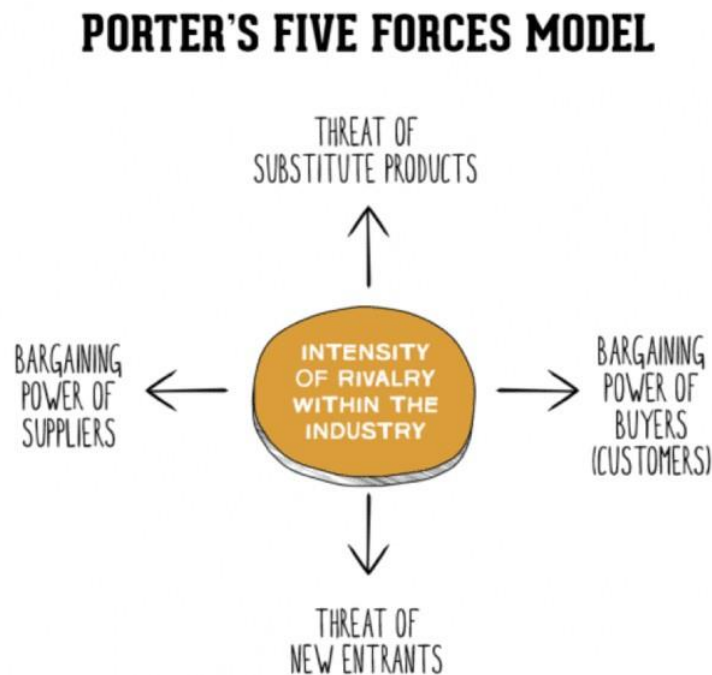 PORTER'S FIVE FORCES MODEL
THREAT OF
SUBSTITUTE PRODUCTS
BARGAINING
POWER OF
SUPPLIERS
INTENSITY
OF RIVALRY
WITHIN THE
INDUSTRY
BARGAINING
POWER OF
BUYERS
(CUSTOMERS)
THREAT OF
NEW ENTRANTS